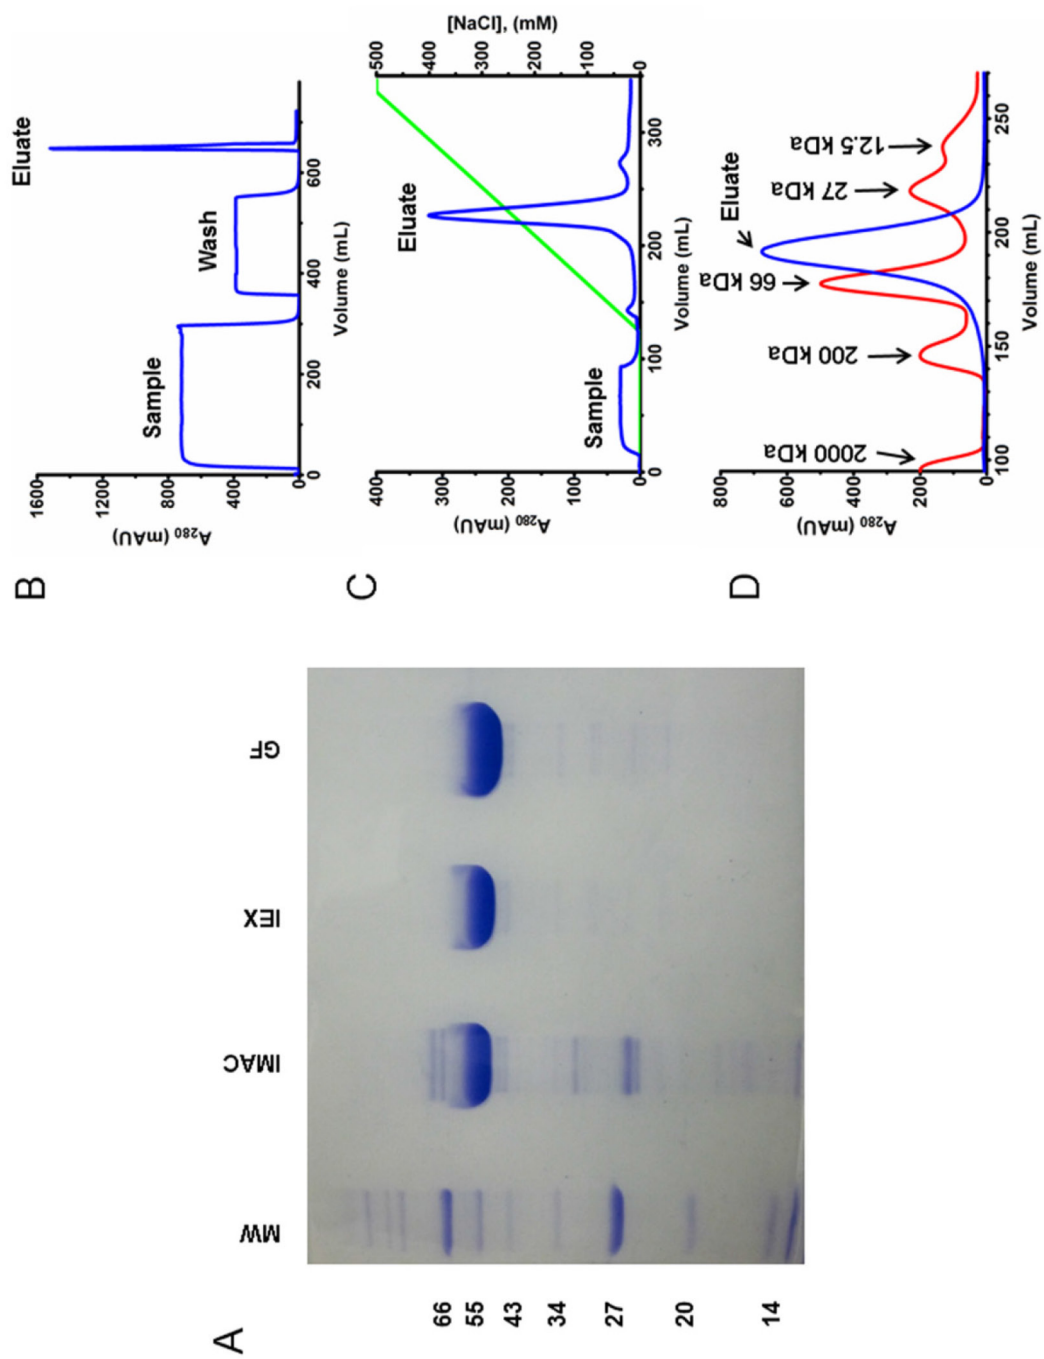 A
MW
IMAC
IEX
GF
66
55
43
34
27
20
14
B
1600
1200
800
400
0
A280 (mAU)
Sample
Wash
Eluate
0
200
400
600
Volume (mL)
C
400
300
200
100
0
A280 (mAU)
Sample
Eluate
[NaCl], (mM)
500
400
300
200
100
0
0
100
200
300
Volume (mL)
D
800
600
400
200
0
A280 (mAU)
2000 kDa
200 kDa
66 kDa
Eluate
27 kDa
12.5 kDa
100
150
200
250
Volume (mL)